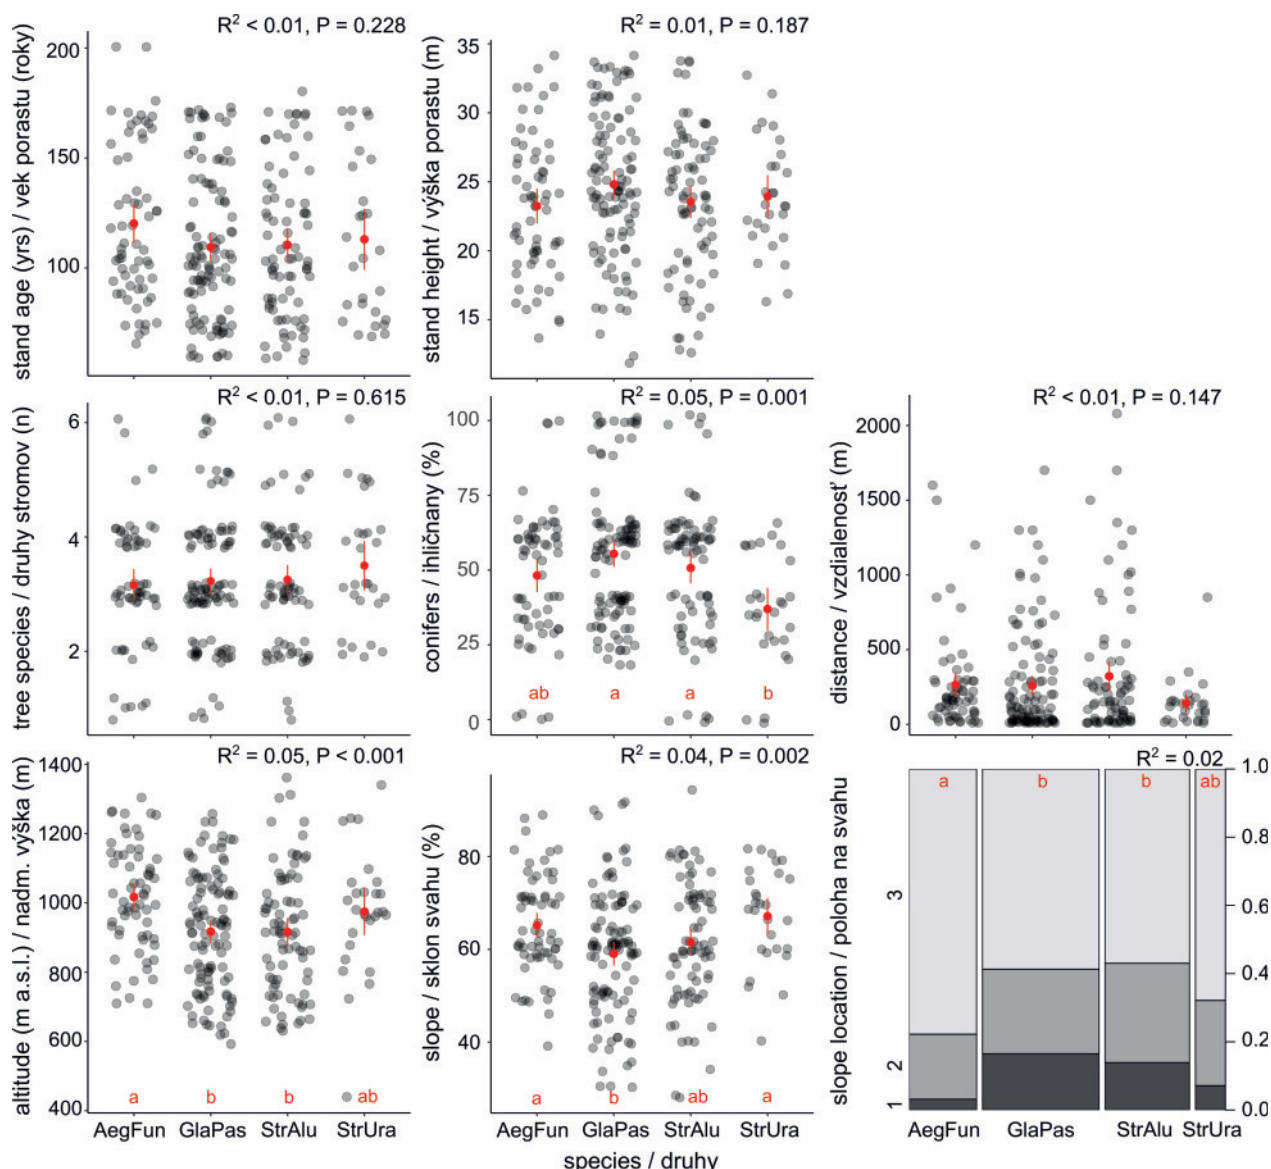 R² < 0.01, P = 0.228
stand age (yrs) / vek porastu (roky)
200
150
100
R² = 0.01, P = 0.187
stand height / výška porastu (m)
35
30
25
20
15
R² < 0.01, P = 0.615
tree species / druhy stromov (n)
6
4
2
R² = 0.05, P = 0.001
conifers / ihličnany (%)
100
75
50
25
0
ab a a b
R² < 0.01, P = 0.147
distance / vzdialenosť (m)
2000
1500
1000
500
0
R² = 0.05, P < 0.001
altitude (m a.s.l.) / nadm. výška (m)
1400
1200
1000
800
600
400
a b b ab
AegFun GlaPas StrAlu StrUra
R² = 0.04, P = 0.002
slope / sklon svahu (%)
80
60
40
a b ab a
AegFun GlaPas StrAlu StrUra
species / druhy
R² = 0.02
slope location / poloha na svahu
3
2
1
a b b ab
1.0
0.8
0.6
0.4
0.2
0.0
AegFun GlaPas StrAlu StrUra